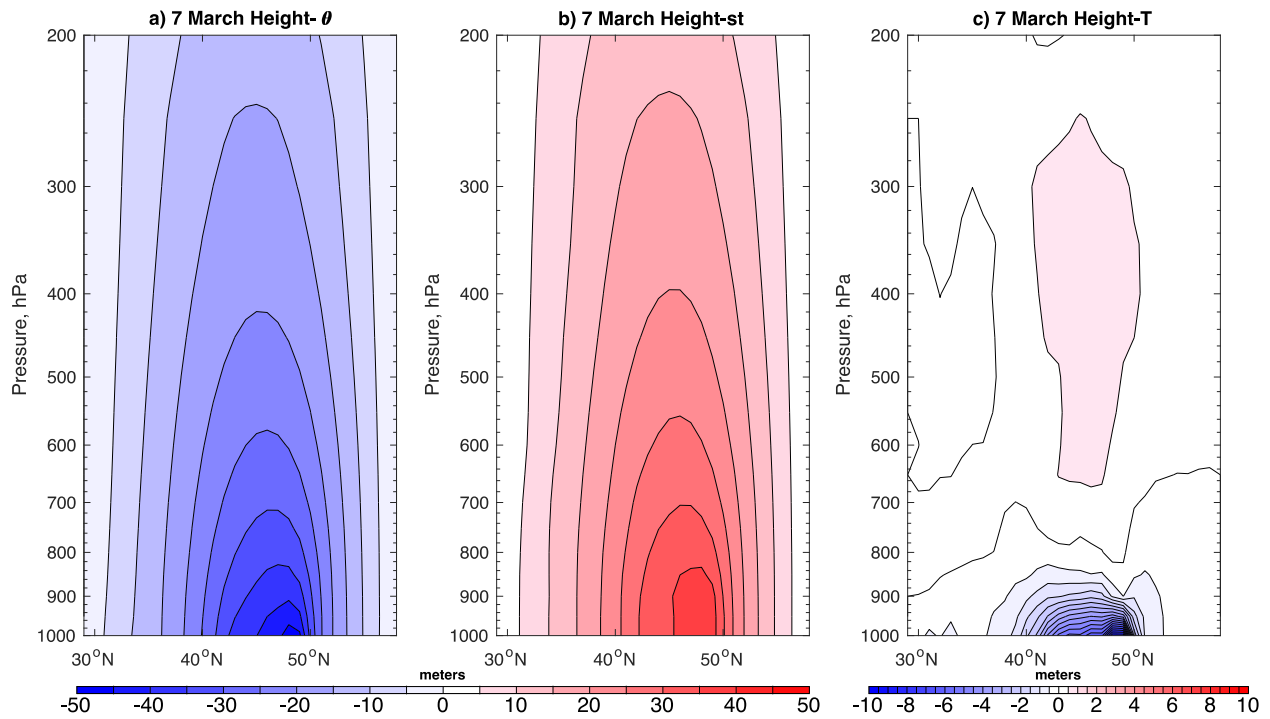 a) 7 March Height- θ
b) 7 March Height-st
c) 7 March Height-T
200
300
400
500
600
700
800
900
1000
Pressure, hPa
30°N
40°N
50°N
200
300
400
500
600
700
800
900
1000
Pressure, hPa
30°N
40°N
50°N
200
300
400
500
600
700
800
900
1000
30°N
40°N
50°N
meters
-50 -40 -30 -20 -10 0 10 20 30 40 50
meters
-10 -8 -6 -4 -2 0 2 4 6 8 10